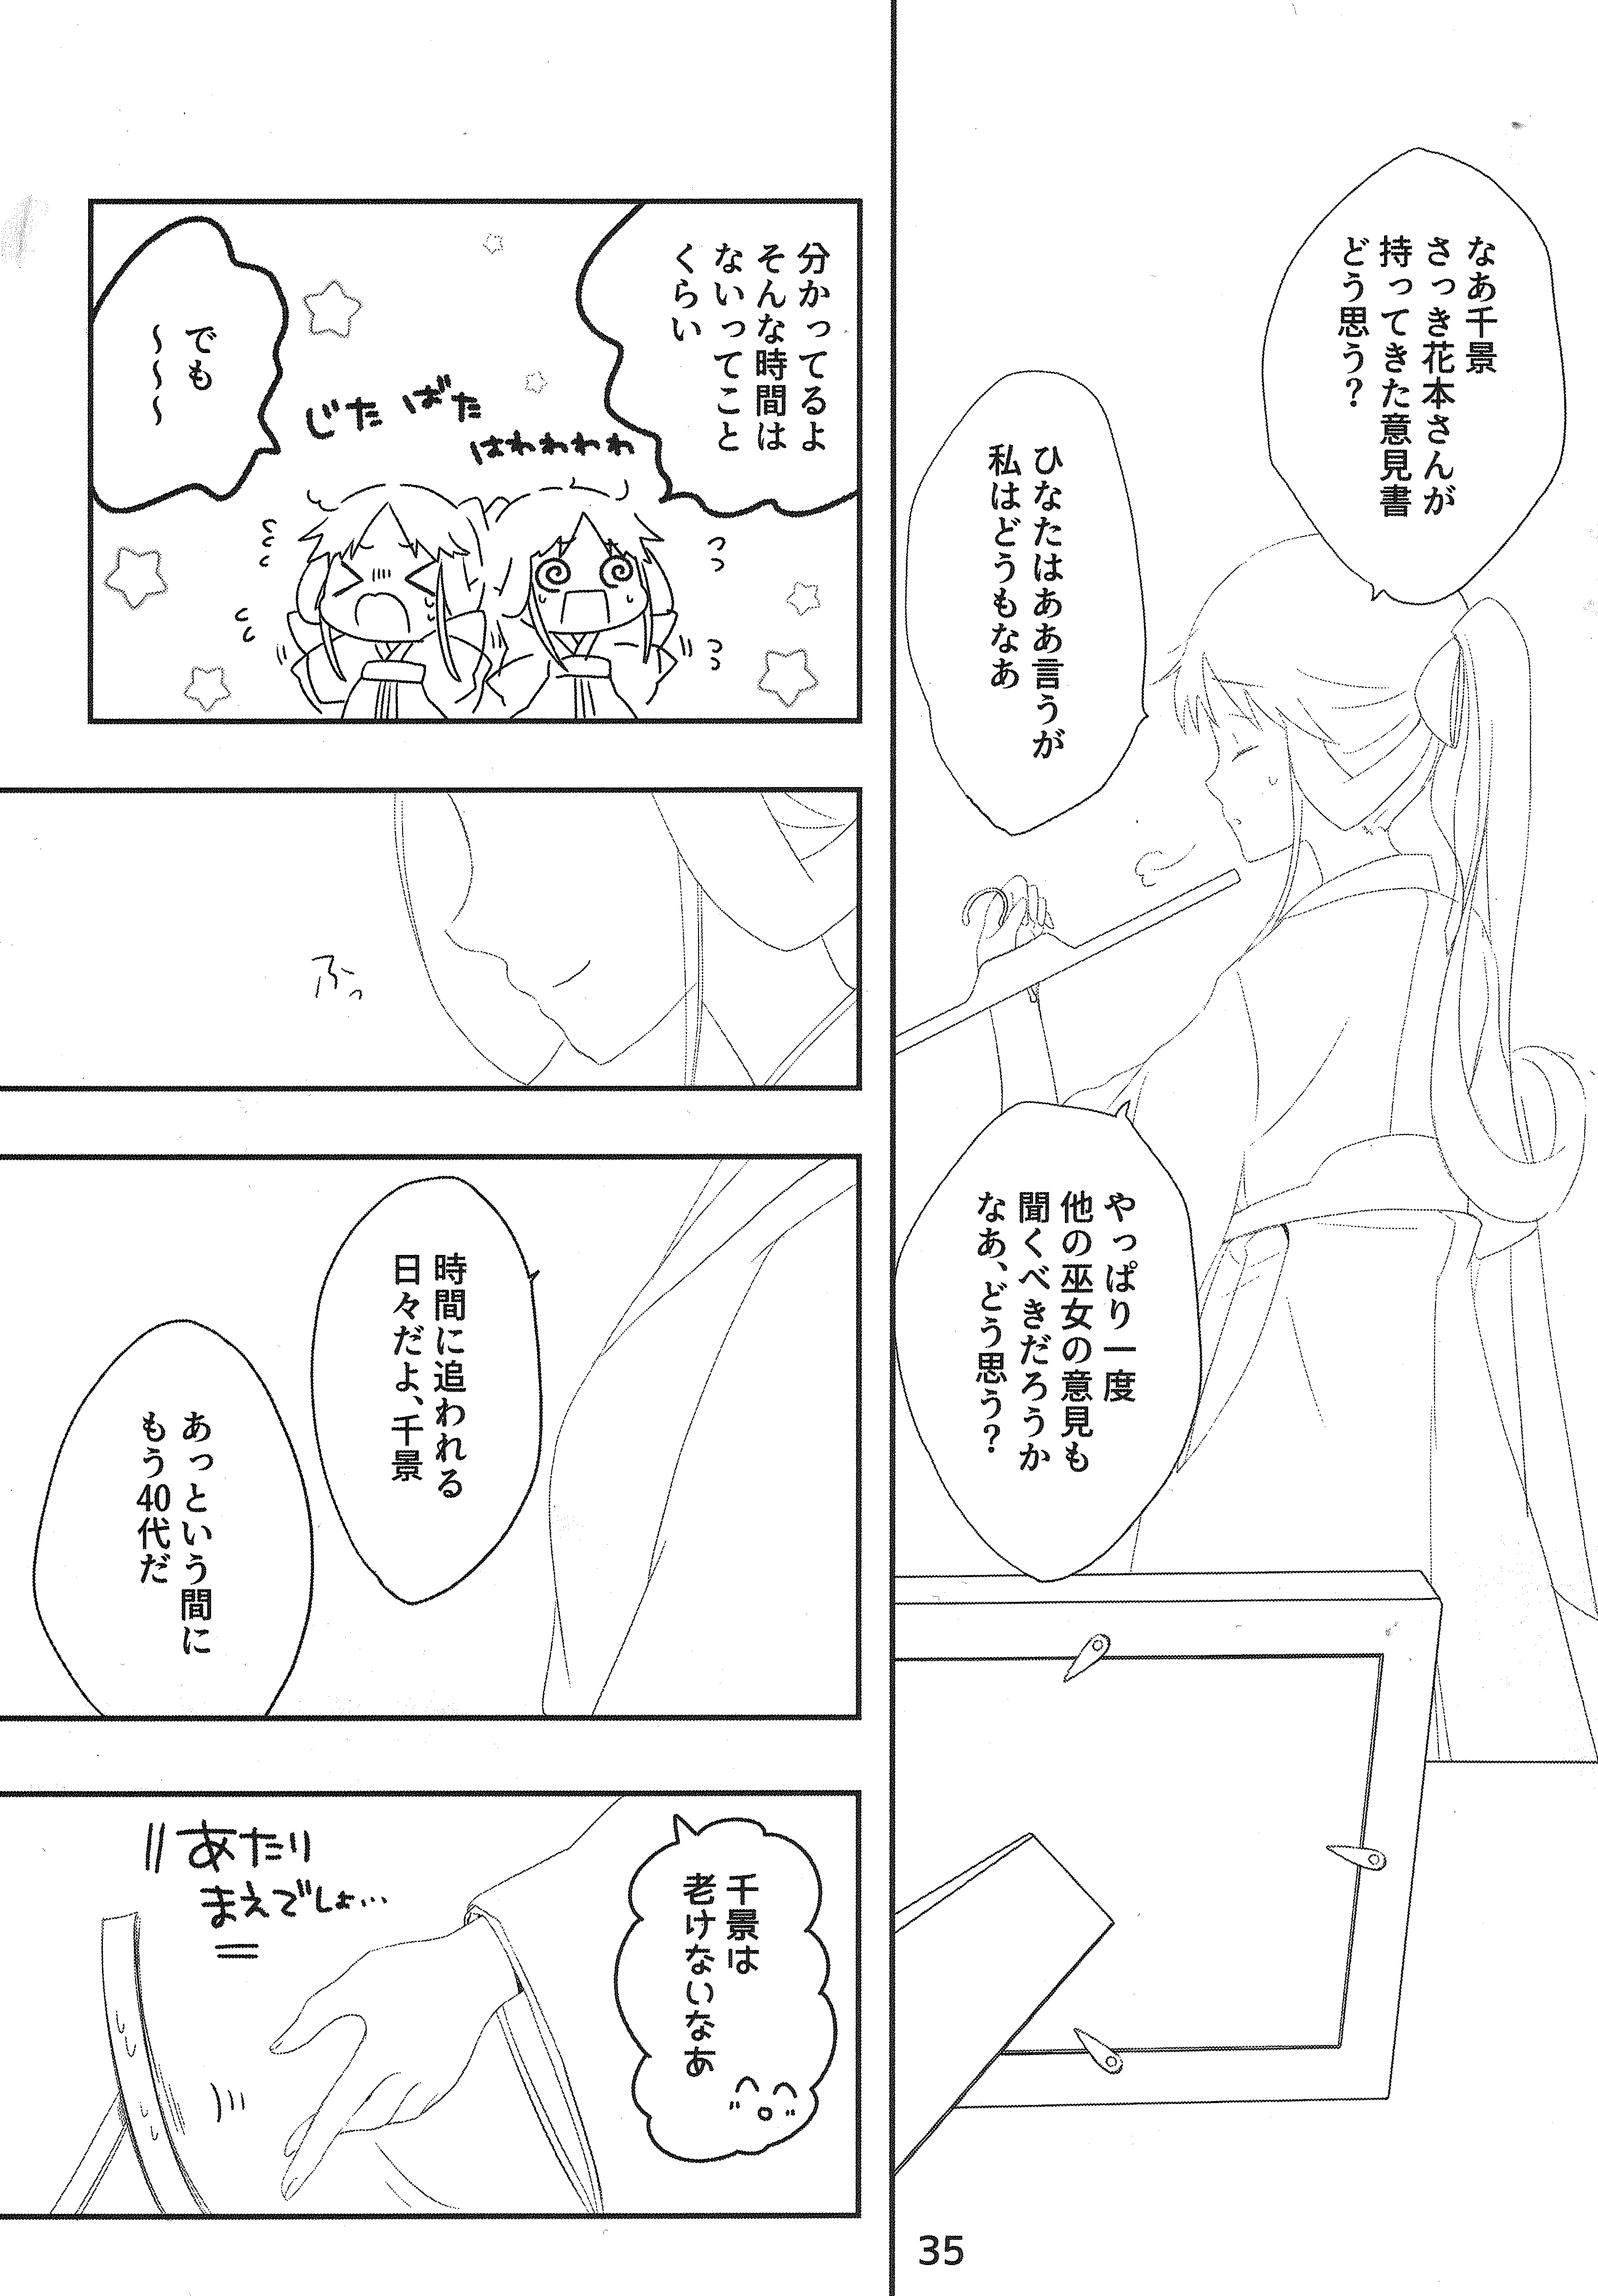 なあ千景
さっき花本さんが
持ってきた意見書
どう思う？
ひなたはああ言うが
私はどうもなあ
やっぱり一度
他の巫女の意見も
聞くべきだろうか
なあ、どう思う？
分かってるよ
そんな時間は
ないってこと
くらい
じたばた
はわわわわ
でも
～～～
ふっ
時間に追われる
日々だよ、千景
あっという間に
もう40代だ
千景は
老けないなあ
あたり
まえでしょ…
35